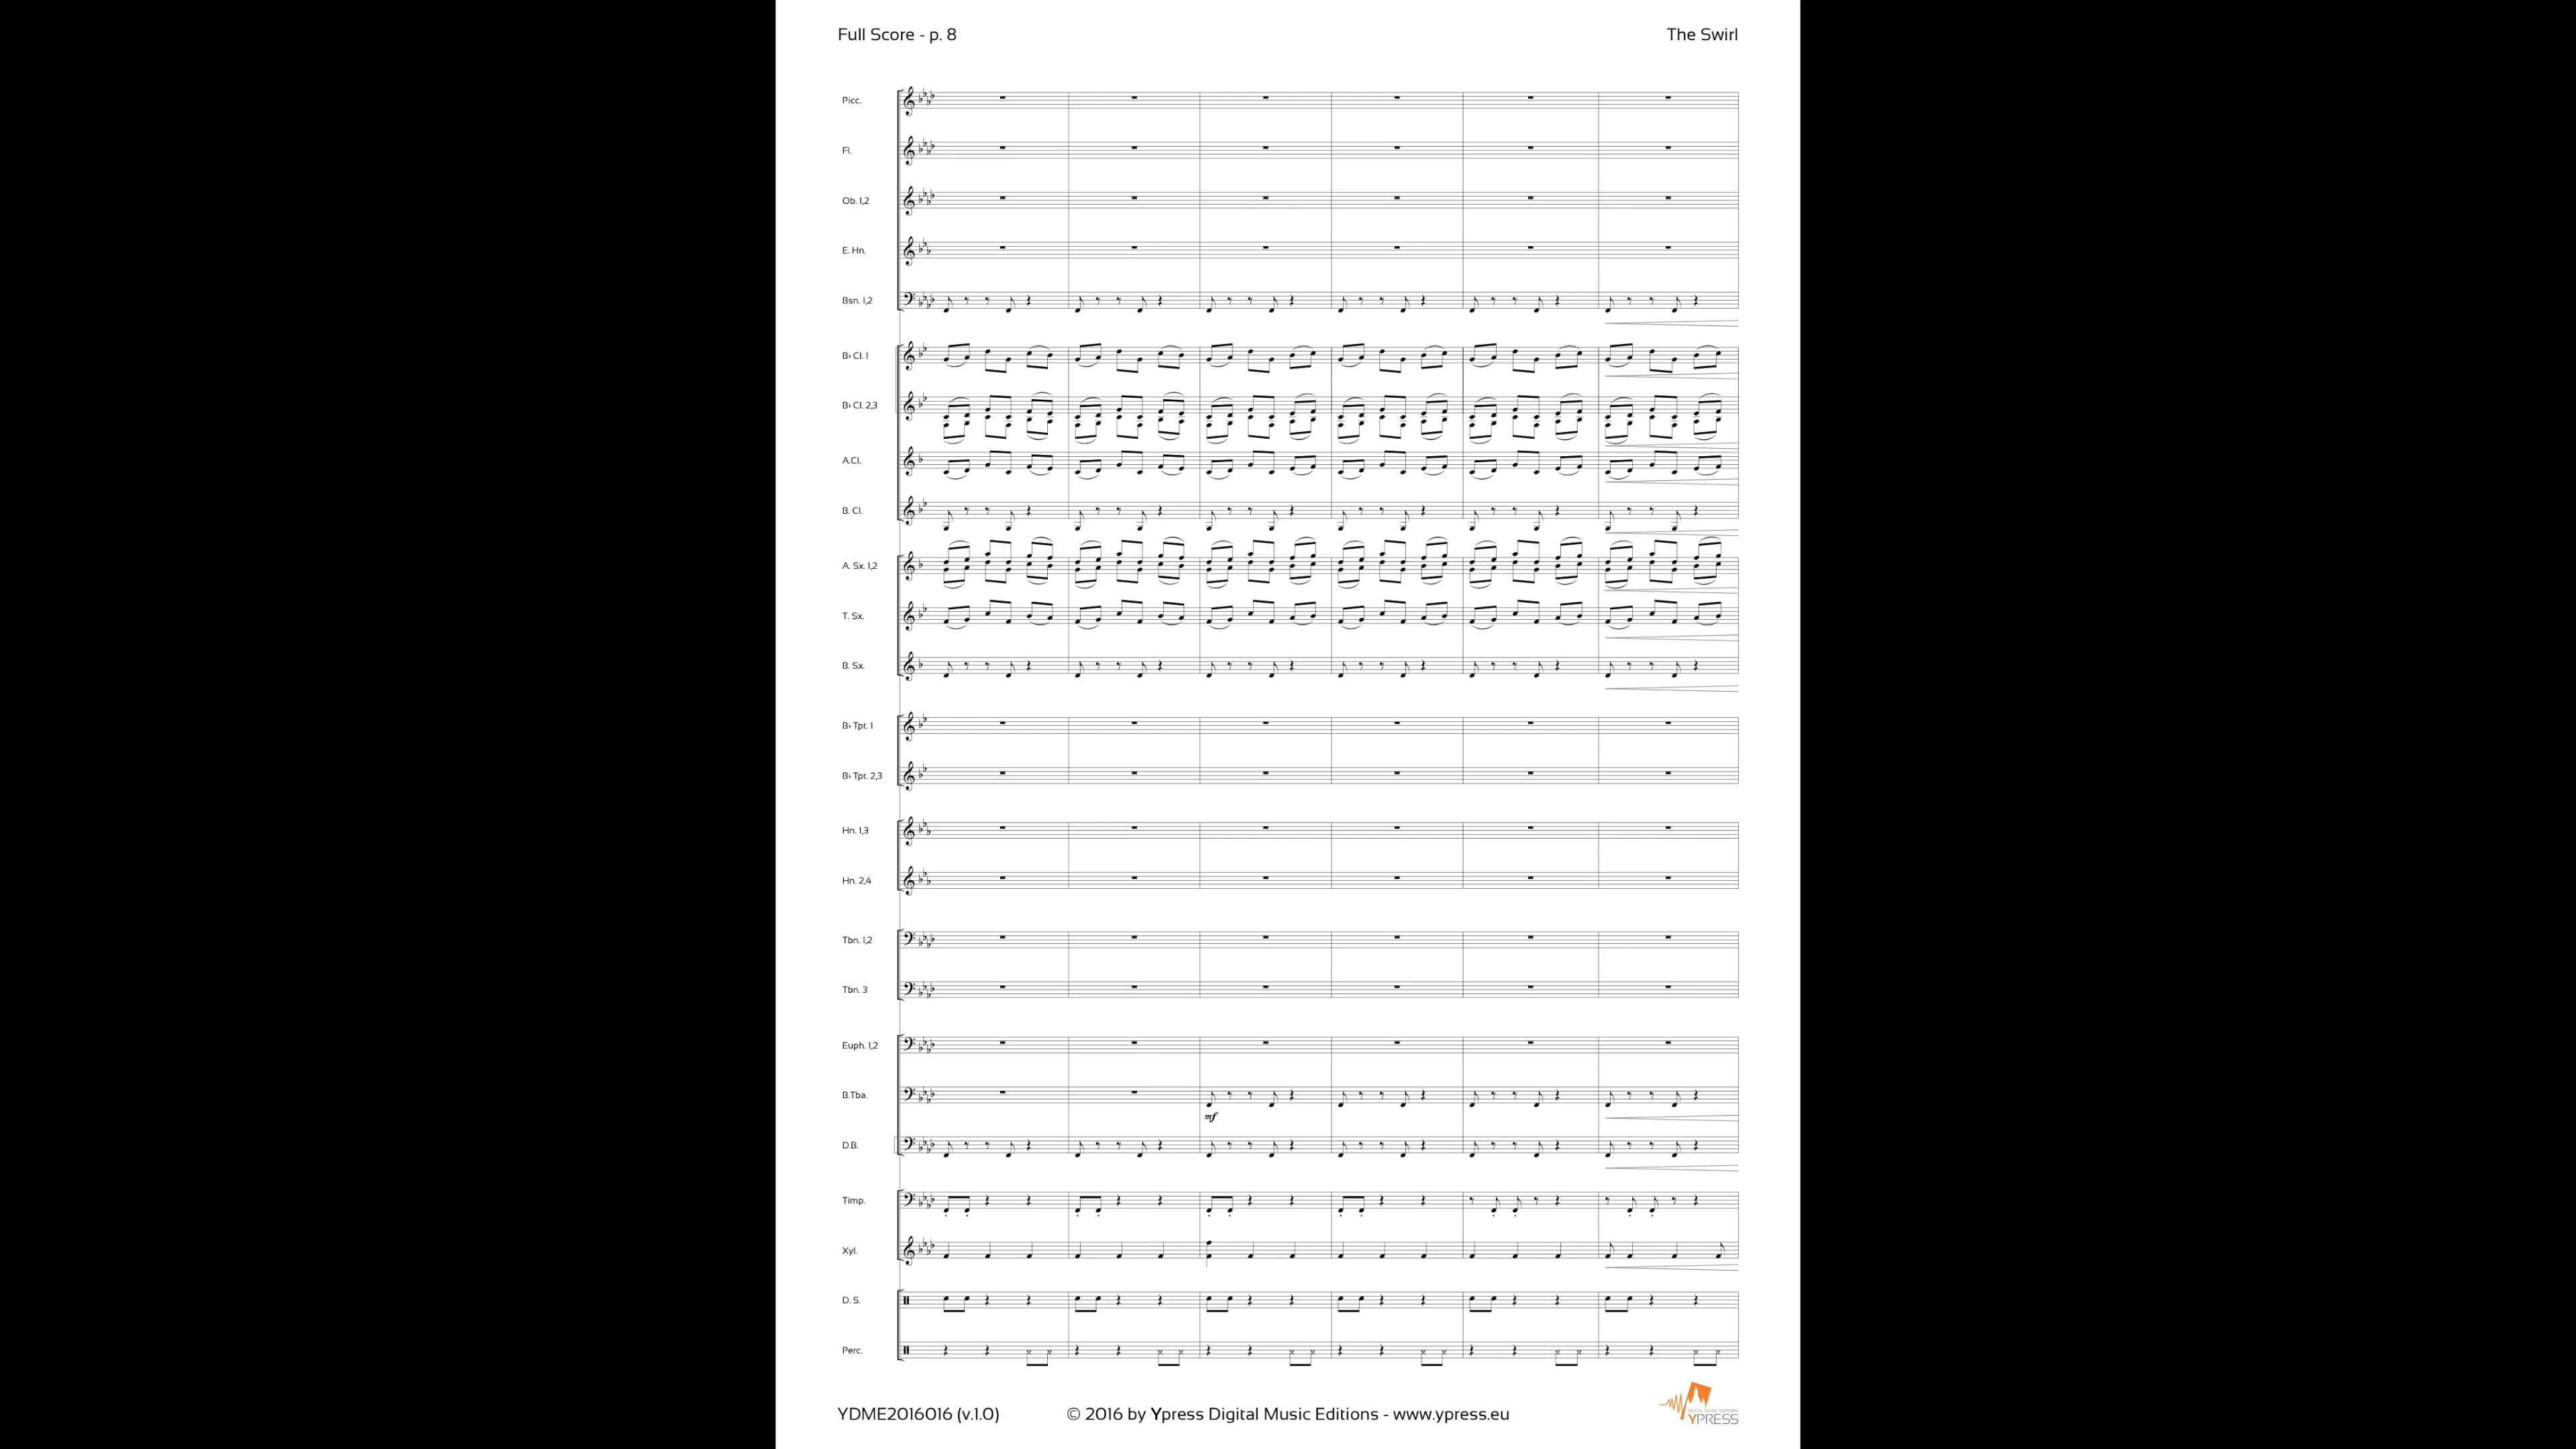 Full Score - p. 8
The Swirl
Picc.
Fl.
Ob. 1,2
E. Hn.
Bsn. 1,2
B♭ Cl. 1
B♭ Cl. 2,3
A.Cl.
B. Cl.
A. Sx. 1,2
T. Sx.
B. Sx.
B♭ Tpt. 1
B♭ Tpt. 2,3
Hn. 1,3
Hn. 2,4
Tbn. 1,2
Tbn. 3
Euph. 1,2
B.Tba.
mf
D.B.
Timp.
Xyl.
D. S.
Perc.
YDME2016016 (v.1.0)
© 2016 by Ypress Digital Music Editions - www.ypress.eu
DIGITAL MUSIC EDITIONS
YPRESS